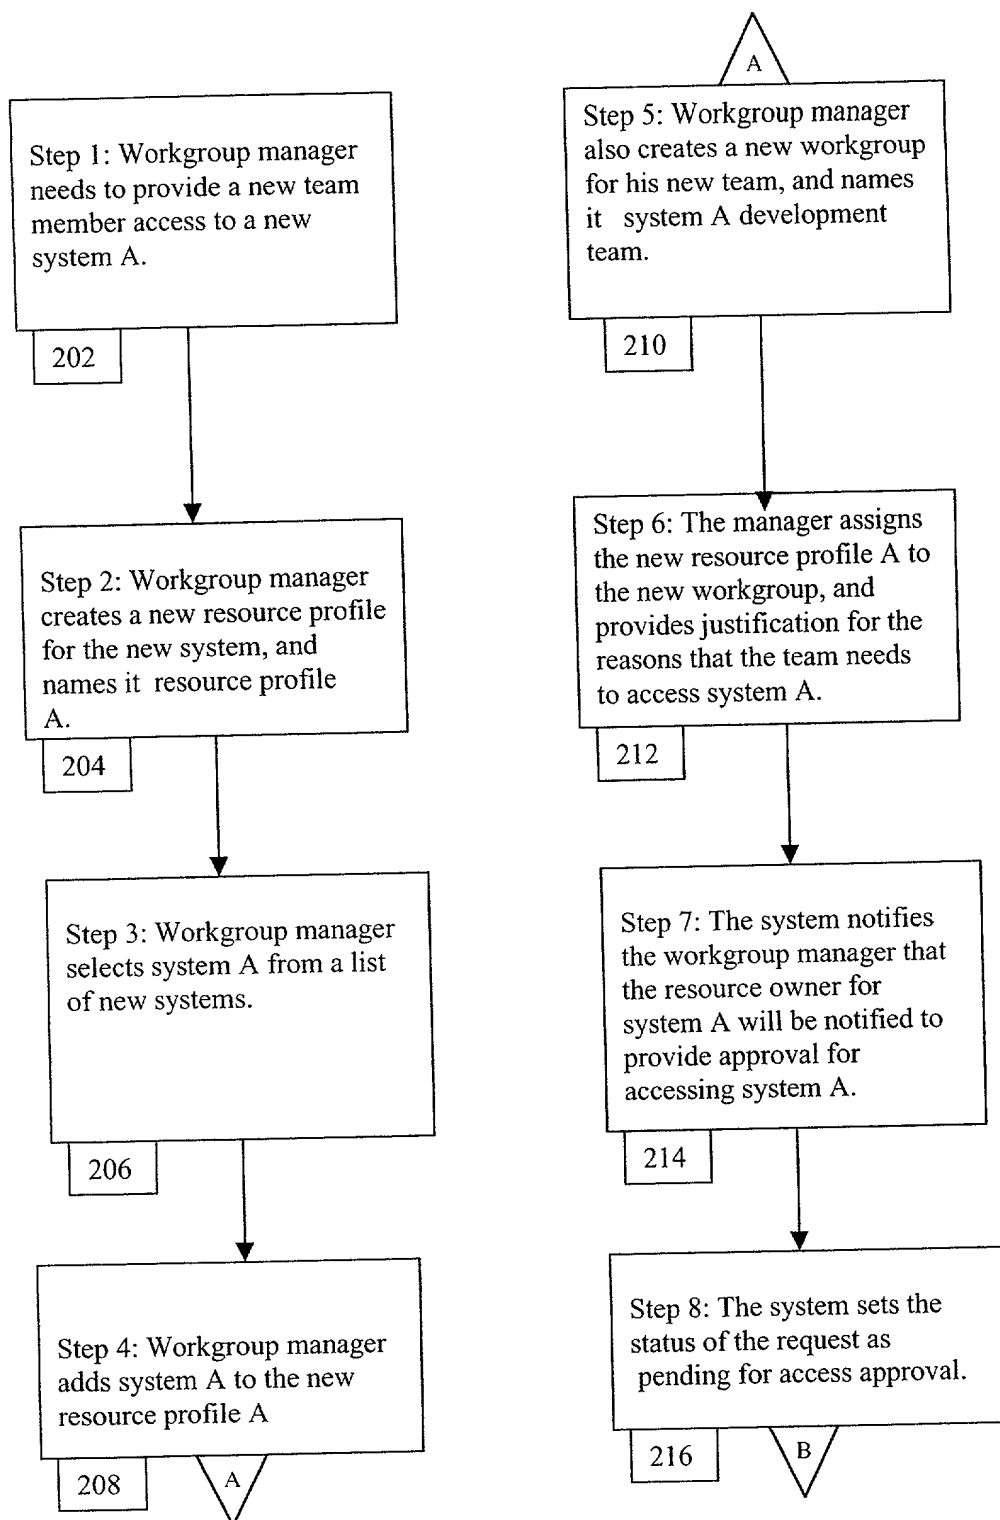 Step 1: Workgroup manager
needs to provide a new team
member access to a new
system A.
202
Step 2: Workgroup manager
creates a new resource profile
for the new system, and
names it resource profile
A.
204
Step 3: Workgroup manager
selects system A from a list
of new systems.
206
Step 4: Workgroup manager
adds system A to the new
resource profile A
208
A
A
Step 5: Workgroup manager
also creates a new workgroup
for his new team, and names
it system A development
team.
210
Step 6: The manager assigns
the new resource profile A to
the new workgroup, and
provides justification for the
reasons that the team needs
to access system A.
212
Step 7: The system notifies
the workgroup manager that
the resource owner for
system A will be notified to
provide approval for
accessing system A.
214
Step 8: The system sets the
status of the request as
pending for access approval.
216
B